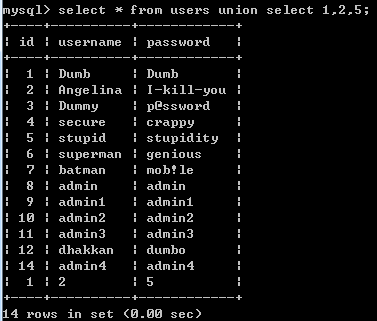 mysql> select * from users union select 1,2,5;
+----+----------+------------+
| id | username | password   |
+----+----------+------------+
|  1 | Dumb     | Dumb       |
|  2 | Angelina | I-kill-you |
|  3 | Dummy    | p@ssword   |
|  4 | secure   | crappy     |
|  5 | stupid   | stupidity  |
|  6 | superman | genious    |
|  7 | batman   | mob!le     |
|  8 | admin    | admin      |
|  9 | admin1   | admin1     |
| 10 | admin2   | admin2     |
| 11 | admin3   | admin3     |
| 12 | dhakkan  | dumbo      |
| 14 | admin4   | admin4     |
|  1 | 2        | 5          |
+----+----------+------------+
14 rows in set (0.00 sec)